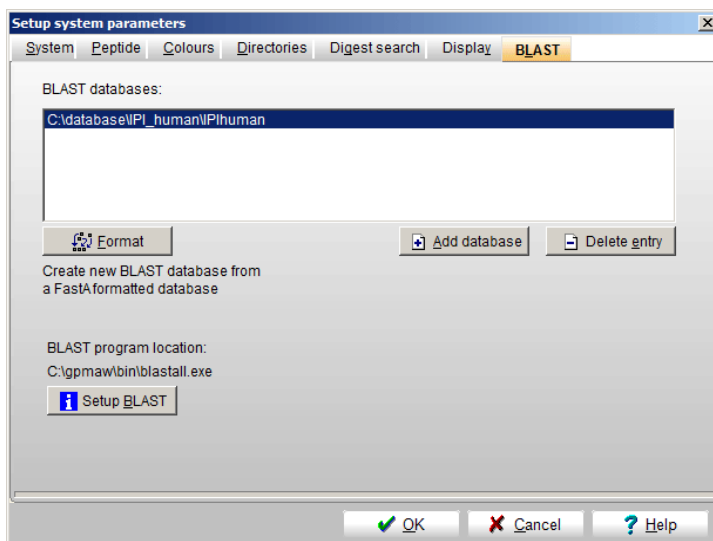 Setup system parameters
System Peptide Colours Directories Digest search Display BLAST
BLAST databases:
C:\database\IPI_human\IPIhuman
Format Add database Delete entry
Create new BLAST database from
a FastA formatted database
BLAST program location:
C:\gpmaw\bin\blastall.exe
Setup BLAST
OK Cancel Help